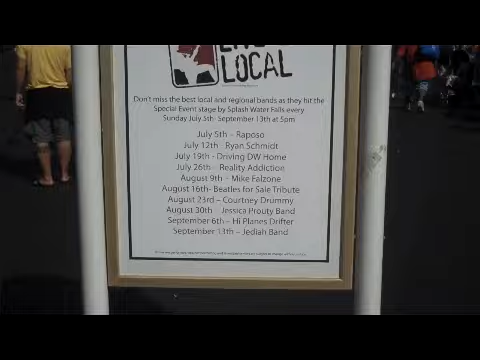 LOCAL
Don't miss the best local and regional bands as they hit the
Special Event stage by Splash Water Falls every
Sunday July 5th- September 13th at 5pm
July 5th – Raposo
July 12th – Ryan Schmidt
July 19th - Driving DW Home
July 26th – Reality Addiction
August 9th – Mike Falzone
August 16th- Beatles for Sale Tribute
August 23rd – Courtney Drummy
August 30th – Jessica Prouty Band
September 6th – Hi Planes Drifter
September 13th – Jediah Band